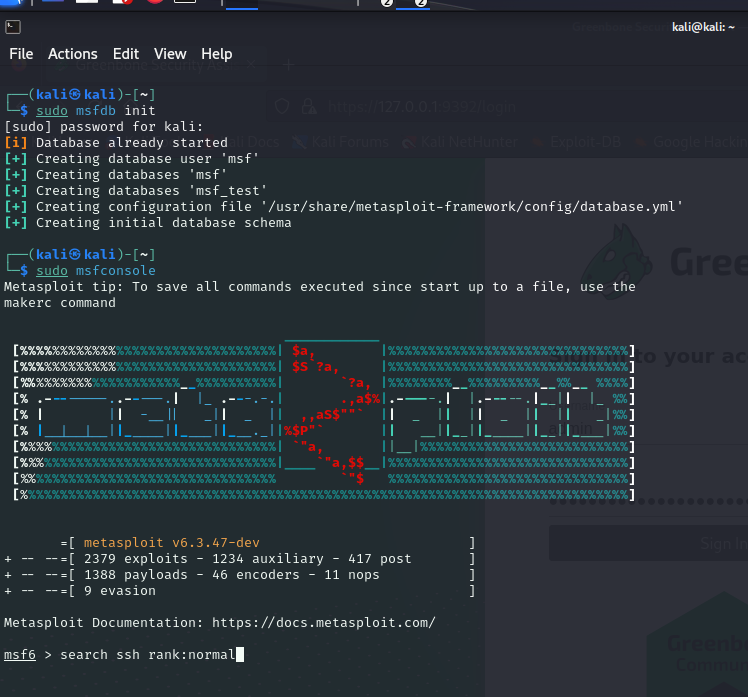 kali@kali: ~
File Actions Edit View Help
┌──(kali㉿kali)-[~]
└─$ sudo msfdb init
[sudo] password for kali:
[i] Database already started
[+] Creating database user 'msf'
[+] Creating databases 'msf'
[+] Creating databases 'msf_test'
[+] Creating configuration file '/usr/share/metasploit-framework/config/database.yml'
[+] Creating initial database schema
┌──(kali㉿kali)-[~]
└─$ sudo msfconsole
Metasploit tip: To save all commands executed since start up to a file, use the
makerc command
=[ metasploit v6.3.47-dev ]
+ -- --=[ 2379 exploits - 1234 auxiliary - 417 post ]
+ -- --=[ 1388 payloads - 46 encoders - 11 nops ]
+ -- --=[ 9 evasion ]
Metasploit Documentation: https://docs.metasploit.com/
msf6 > search ssh rank:normal